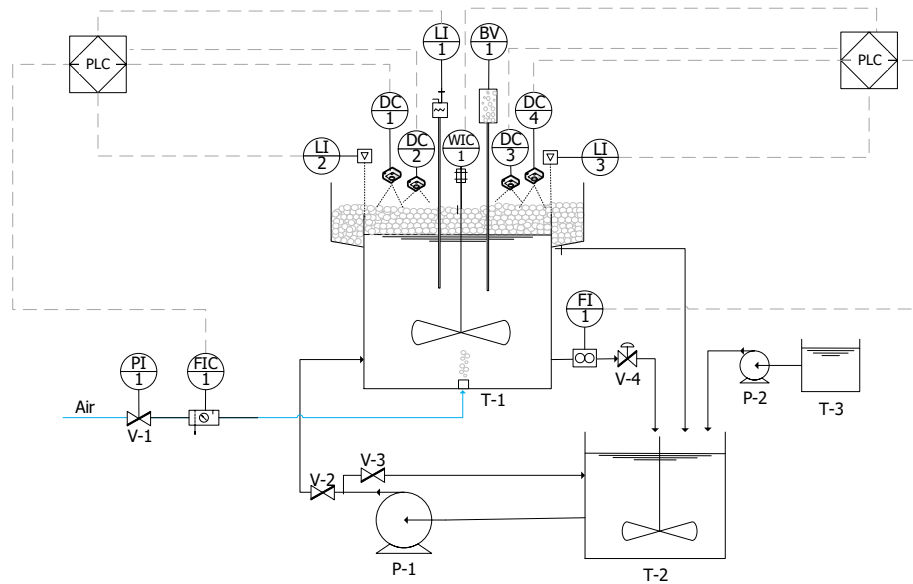 LI
1
BV
1
PLC
PLC
DC
1
DC
4
DC
2
WIC
1
DC
3
LI
2
LI
3
FI
1
PI
1
FIC
1
V-4
P-2
T-3
T-1
Air
V-1
V-3
V-2
P-1
T-2